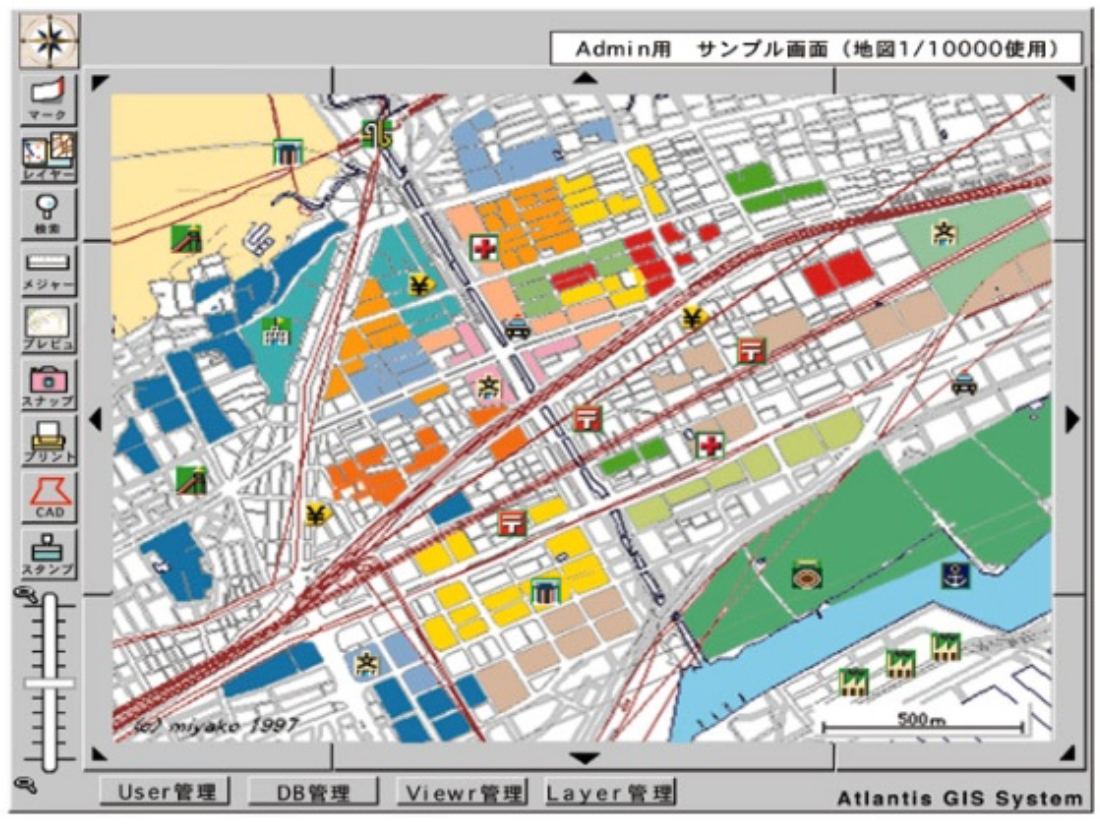 Admin用 サンプル画面（地図1/10000使用）
マーク
レイヤー
検索
メジャー
プレビュ
スナップ
プリント
CAD
スタンプ
¥
¥
〒
〒
¥
〒
(c) miyako 1997
500m
User管理 DB管理 Viewr管理 Layer管理
Atlantis GIS System